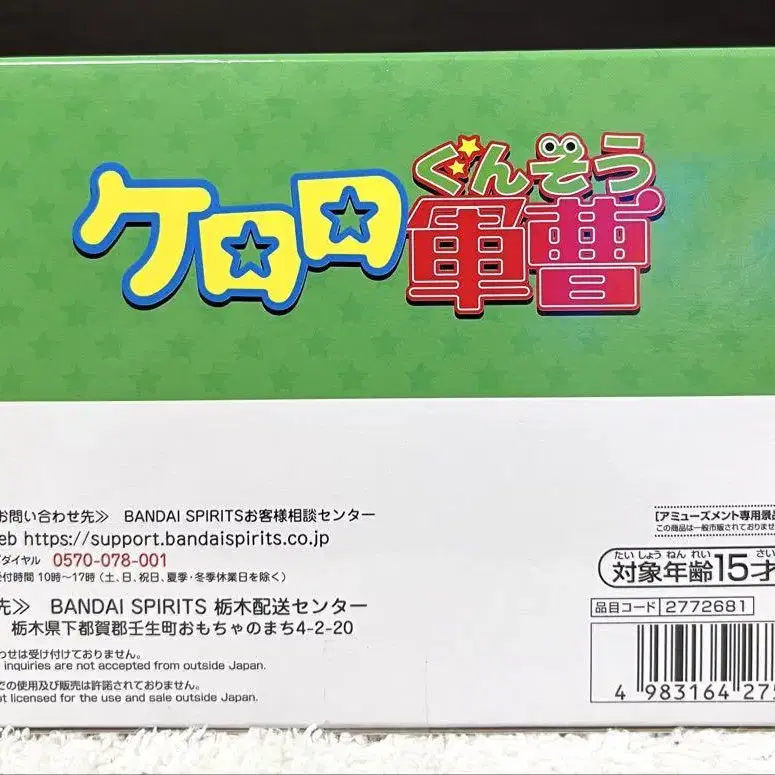 ケロロ軍曹
ぐんそう
お問い合わせ先≫ BANDAI SPIRITSお客様相談センター
eb https://support.bandaispirits.co.jp
ダイヤル 0570-078-001
受付時間 10時~17時(土、日、祝日、夏季・冬季休業日を除く)
先≫ BANDAI SPIRITS 栃木配送センター
栃木県下都賀郡壬生町おもちゃのまち4-2-20
わせは受け付けておりません。
inquiries are not accepted from outside Japan.
での使用及び販売は許諾されておりません。
ot licensed for the use and sale outside Japan.
[アミューズメント専用景品
この商品は一般市販されておりませ
たい しょう ねん れい さい
対象年齢15才
品目コード 2772681
4 983164 275